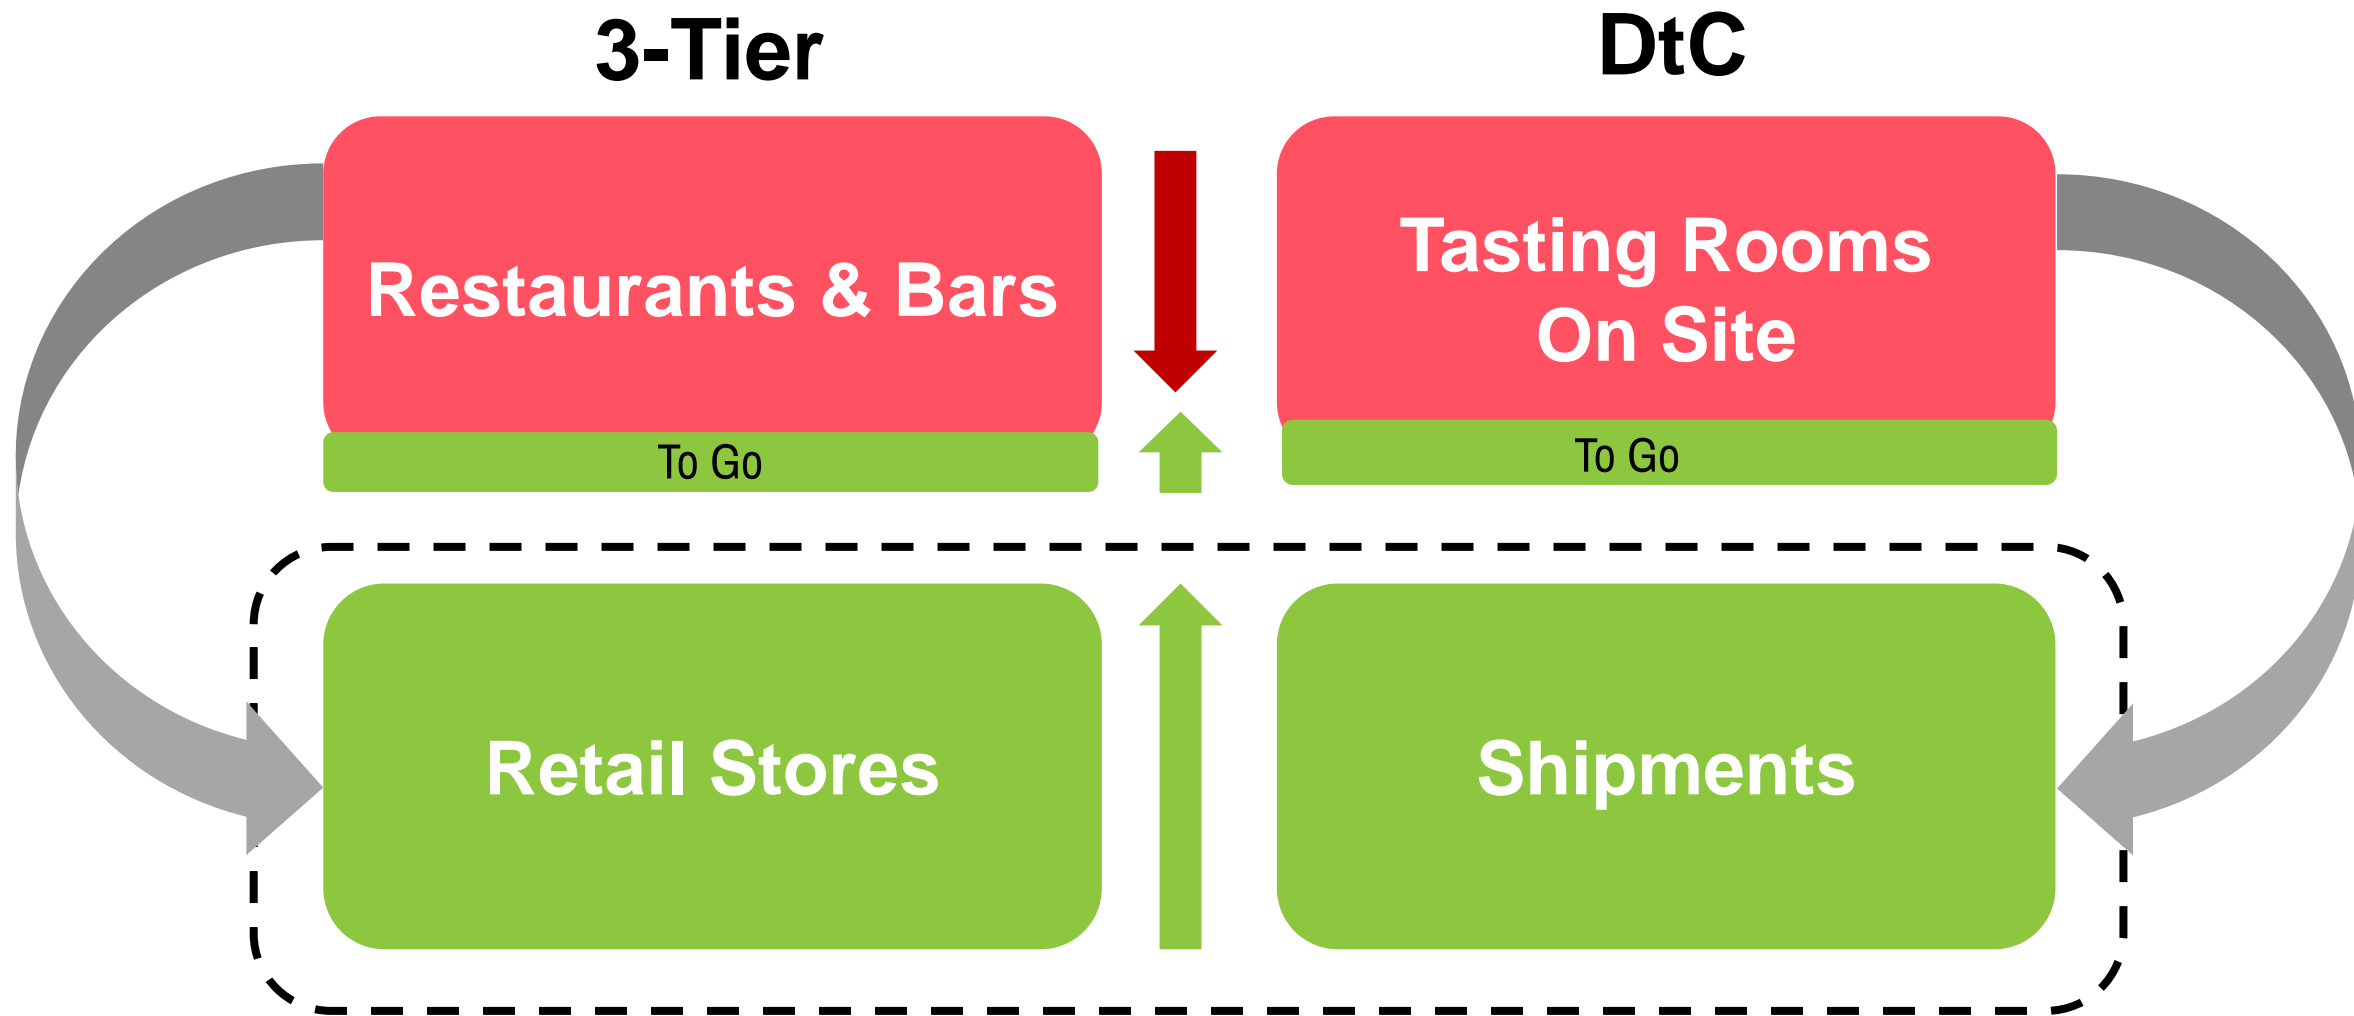 3-Tier
DtC
Restaurants & Bars
Tasting Rooms
On Site
To Go
To Go
Retail Stores
Shipments